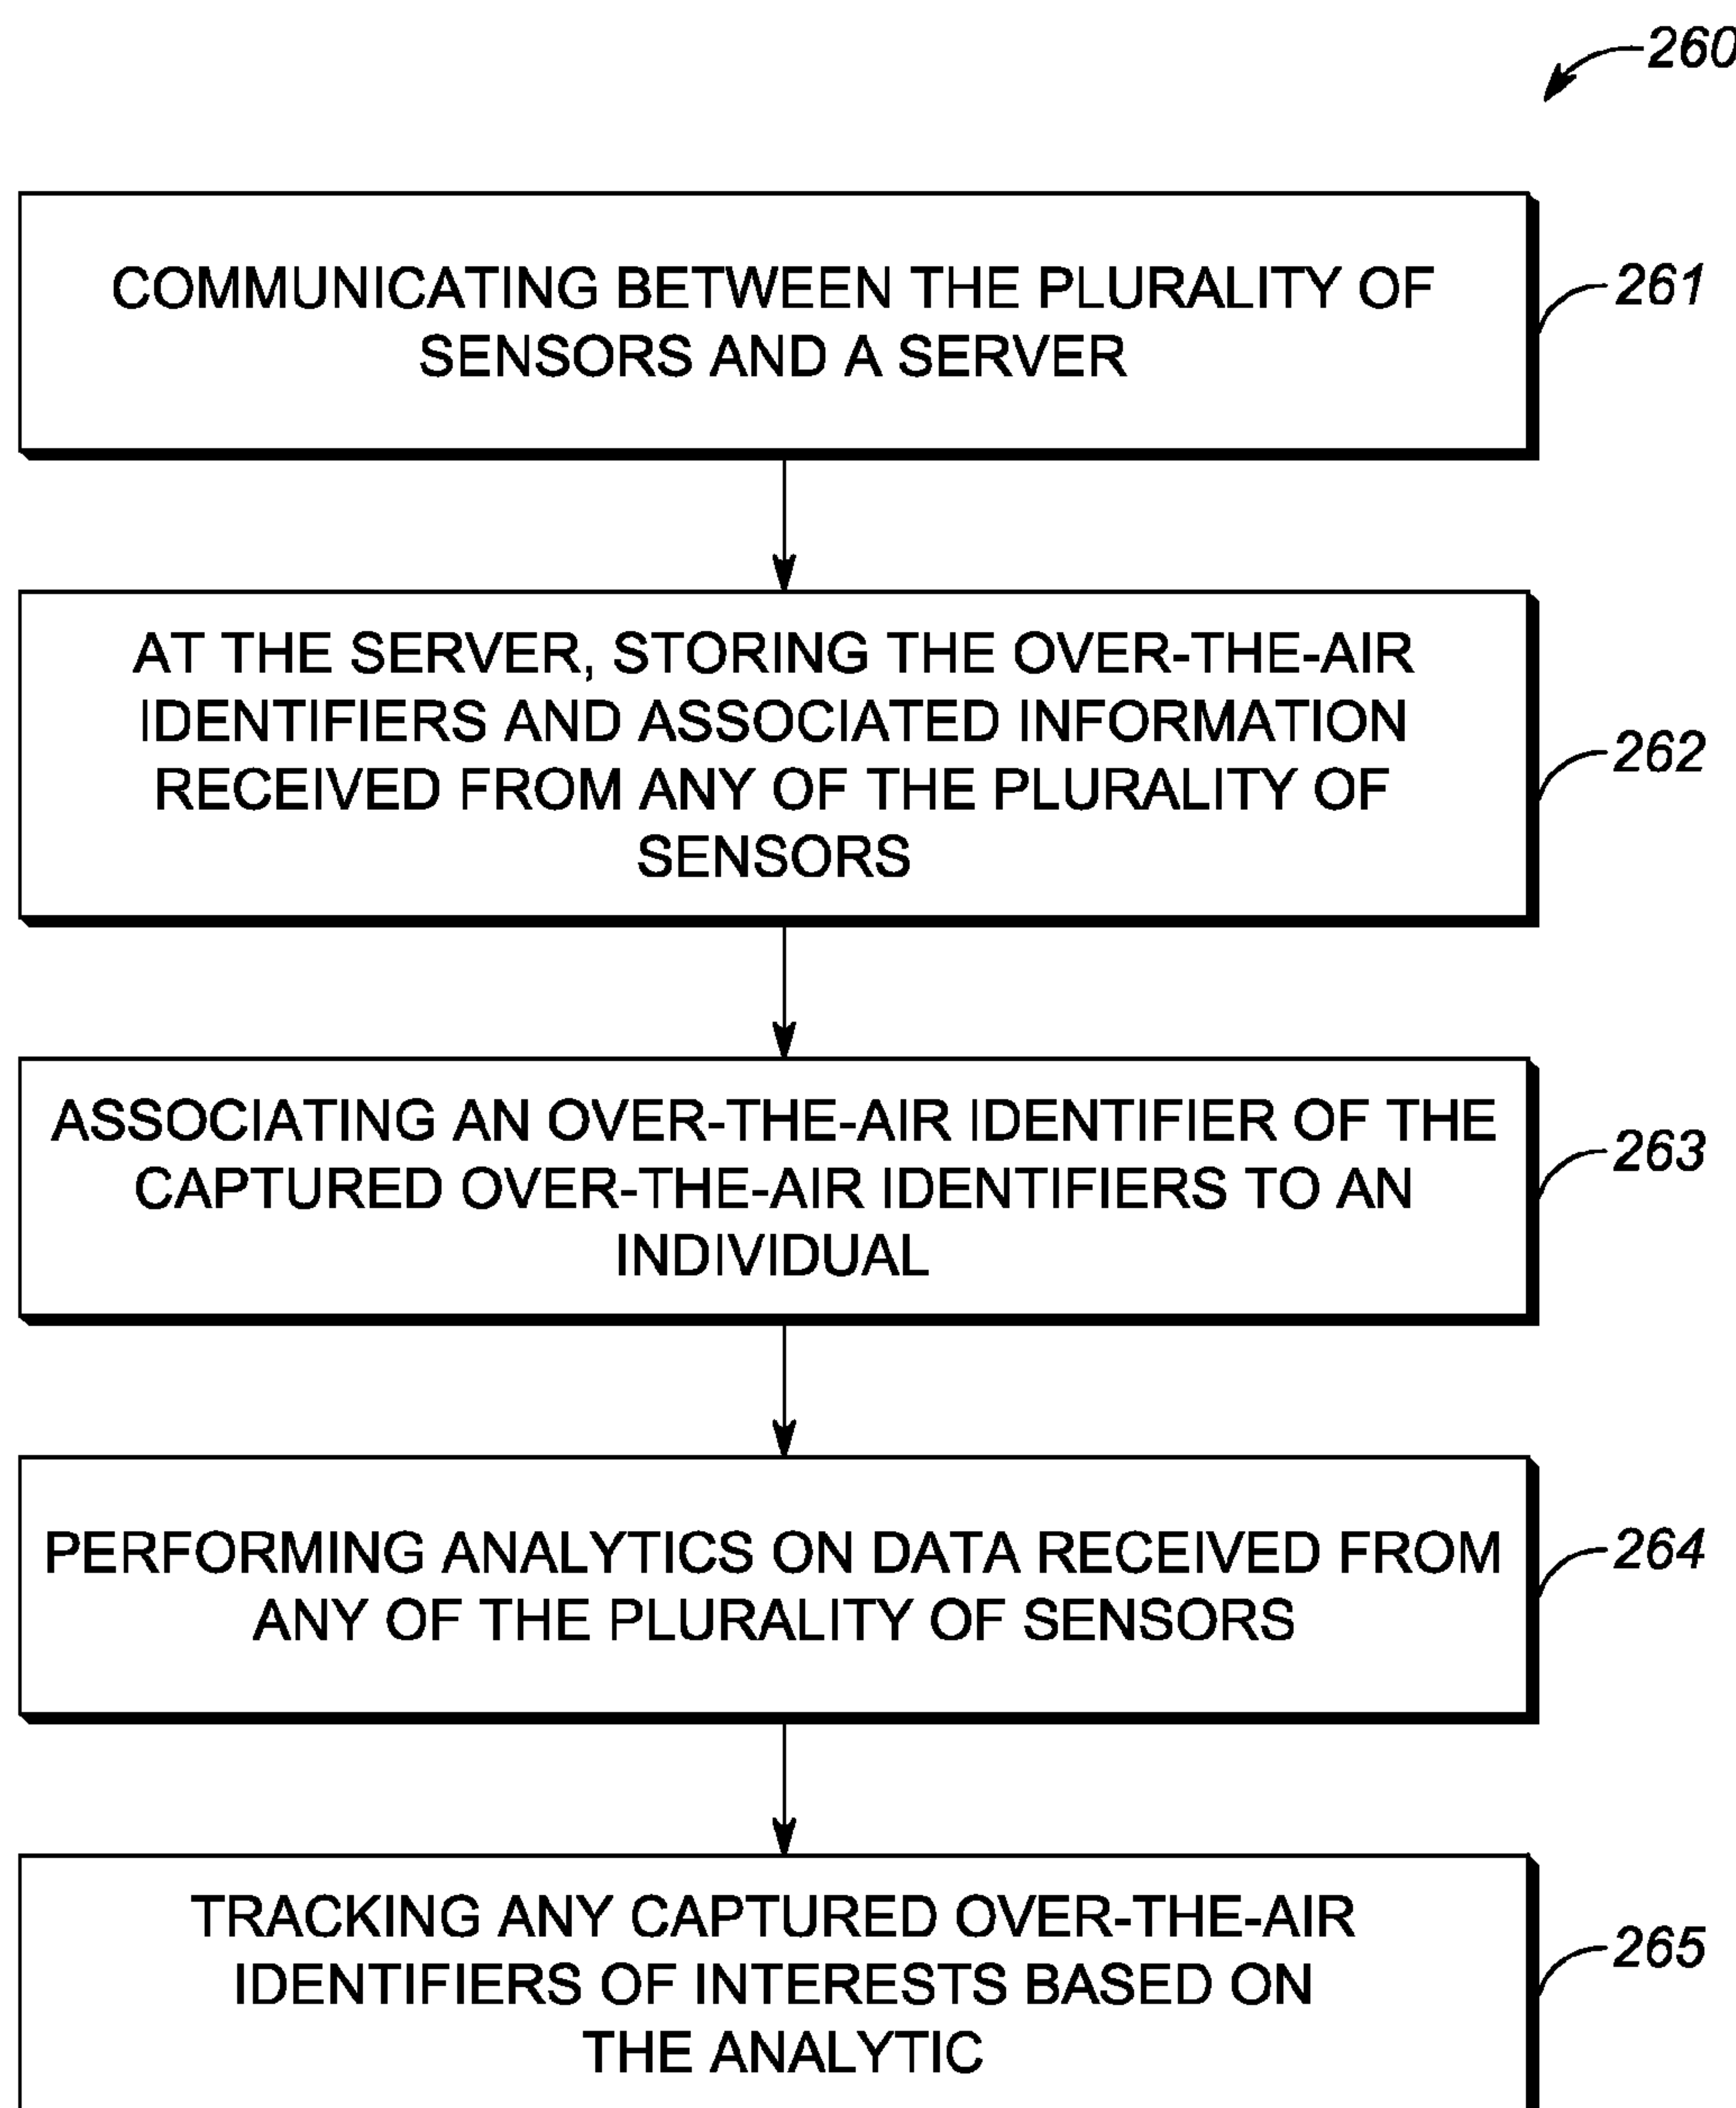 260
COMMUNICATING BETWEEN THE PLURALITY OF
SENSORS AND A SERVER
261
AT THE SERVER, STORING THE OVER-THE-AIR
IDENTIFIERS AND ASSOCIATED INFORMATION
RECEIVED FROM ANY OF THE PLURALITY OF
SENSORS
262
ASSOCIATING AN OVER-THE-AIR IDENTIFIER OF THE
CAPTURED OVER-THE-AIR IDENTIFIERS TO AN
INDIVIDUAL
263
PERFORMING ANALYTICS ON DATA RECEIVED FROM
ANY OF THE PLURALITY OF SENSORS
264
TRACKING ANY CAPTURED OVER-THE-AIR
IDENTIFIERS OF INTERESTS BASED ON
THE ANALYTIC
265